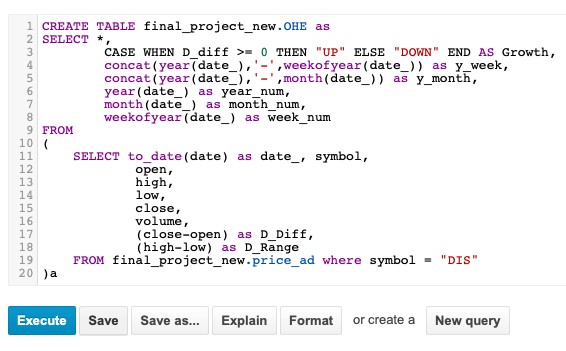 1 CREATE TABLE final_project_new.OHE as
2 SELECT *,
3 CASE WHEN D_diff >= 0 THEN "UP" ELSE "DOWN" END AS Growth,
4 concat(year(date_),'-',weekofyear(date_)) as y_week,
5 concat(year(date_),'-',month(date_)) as y_month,
6 year(date_) as year_num,
7 month(date_) as month_num,
8 weekofyear(date_) as week_num
9 FROM
10 (
11 SELECT to_date(date) as date_, symbol,
12 open,
13 high,
14 low,
15 close,
16 volume,
17 (close-open) as D_Diff,
18 (high-low) as D_Range
19 FROM final_project_new.price_ad where symbol = "DIS"
20 )a
Execute Save Save as... Explain Format or create a New query